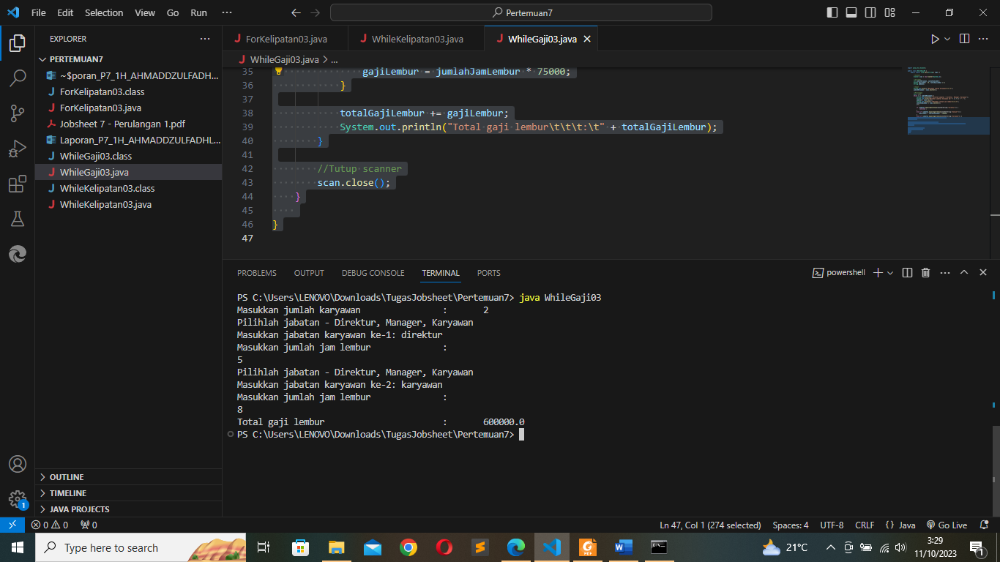 File Edit Selection View Go Run ··· Pertemuan7
EXPLORER ···
PERTEMUAN7
~$poran_P7_1H_AHMADDZULFADH...
ForKelipatan03.class
ForKelipatan03.java
Jobsheet 7 - Perulangan 1.pdf
Laporan_P7_1H_AHMADDZULFADHL...
WhileGaji03.class
WhileGaji03.java
WhileKelipatan03.class
WhileKelipatan03.java
OUTLINE
TIMELINE
JAVA PROJECTS
1
ForKelipatan03.java WhileKelipatan03.java WhileGaji03.java
WhileGaji03.java > ...
35 gajiLembur = jumlahJamLembur * 75000;
36 }
37
38 totalGajiLembur += gajiLembur;
39 System.out.println("Total gaji lembur\t\t\t:\t" + totalGajiLembur);
40 }
41
42 //Tutup scanner
43 scan.close();
44 }
45
46 }
47
PROBLEMS OUTPUT DEBUG CONSOLE TERMINAL PORTS powershell
PS C:\Users\LENOVO\Downloads\TugasJobsheet\Pertemuan7> java WhileGaji03
Masukkan jumlah karyawan : 2
Pilihlah jabatan - Direktur, Manager, Karyawan
Masukkan jabatan karyawan ke-1: direktur
Masukkan jumlah jam lembur :
5
Pilihlah jabatan - Direktur, Manager, Karyawan
Masukkan jabatan karyawan ke-2: karyawan
Masukkan jumlah jam lembur :
8
Total gaji lembur : 600000.0
PS C:\Users\LENOVO\Downloads\TugasJobsheet\Pertemuan7>
0 0 0 Ln 47, Col 1 (274 selected) Spaces: 4 UTF-8 CRLF {} Java Go Live
Type here to search 21°C 3:29
11/10/2023 1